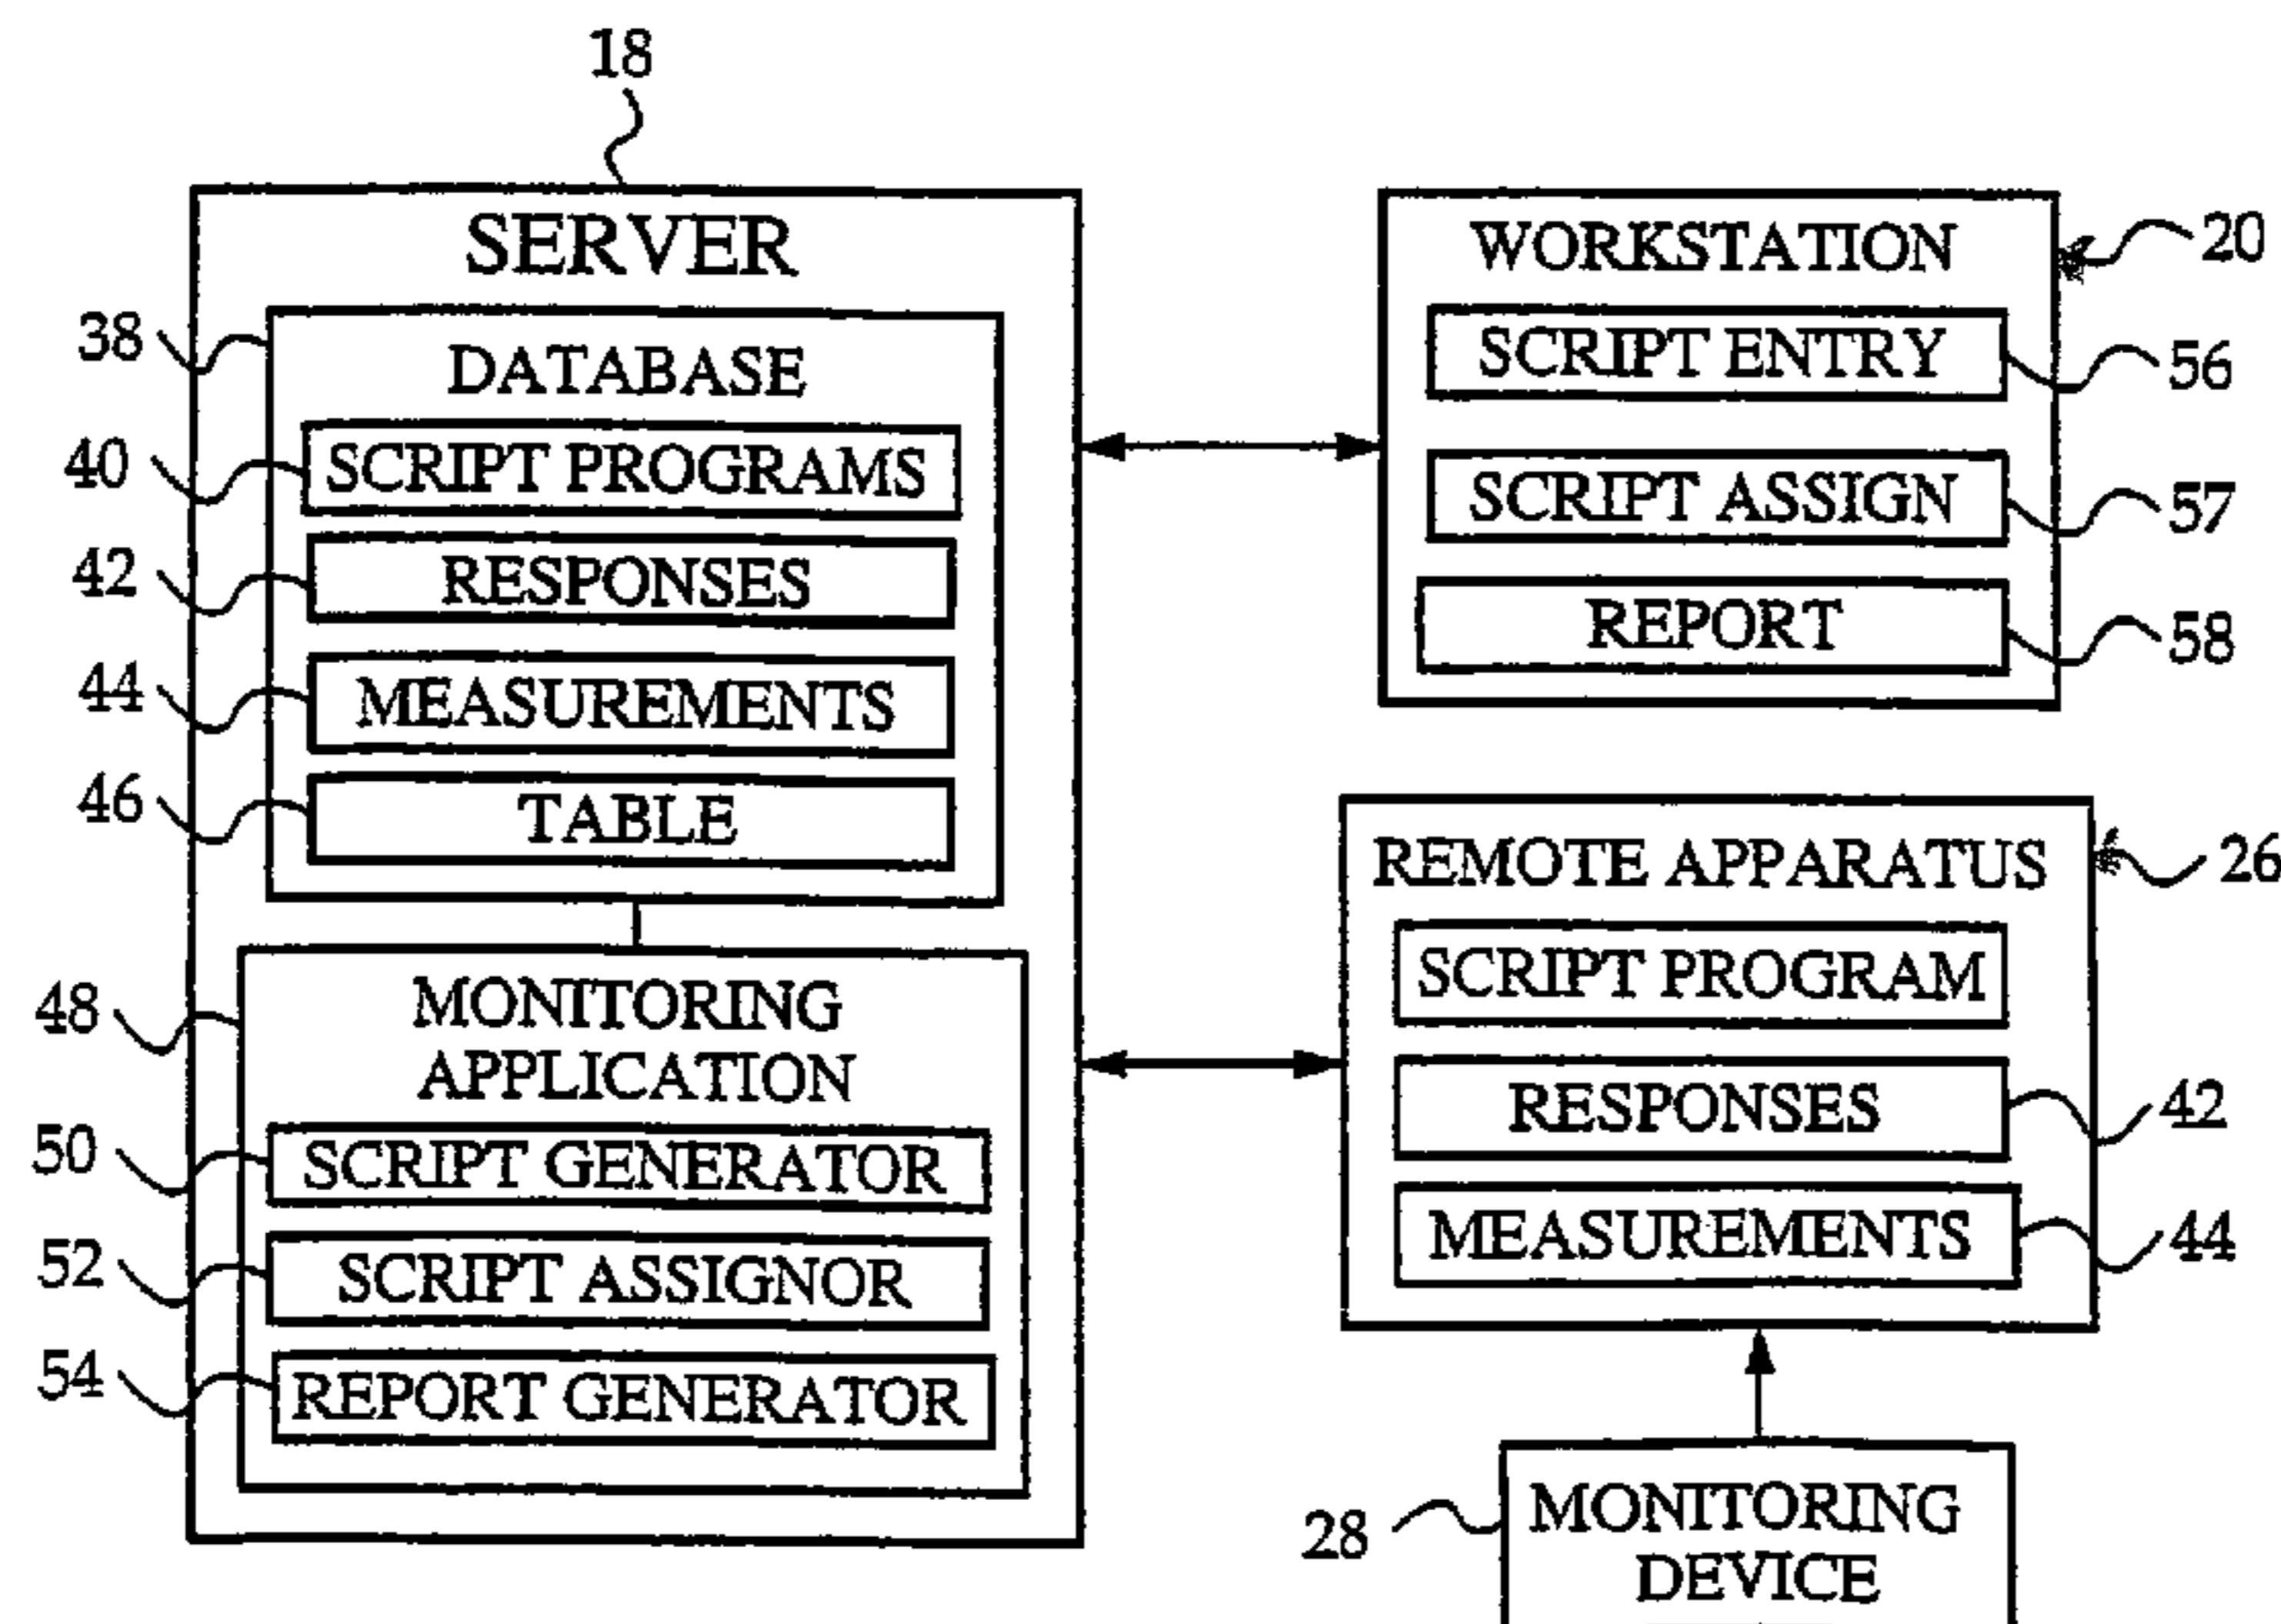 18
SERVER
38
DATABASE
40
SCRIPT PROGRAMS
42
RESPONSES
44
MEASUREMENTS
46
TABLE
48
MONITORING
APPLICATION
50
SCRIPT GENERATOR
52
SCRIPT ASSIGNOR
54
REPORT GENERATOR
WORKSTATION
20
SCRIPT ENTRY
56
SCRIPT ASSIGN
57
REPORT
58
REMOTE APPARATUS
26
SCRIPT PROGRAM
RESPONSES
42
MEASUREMENTS
44
28
MONITORING
DEVICE